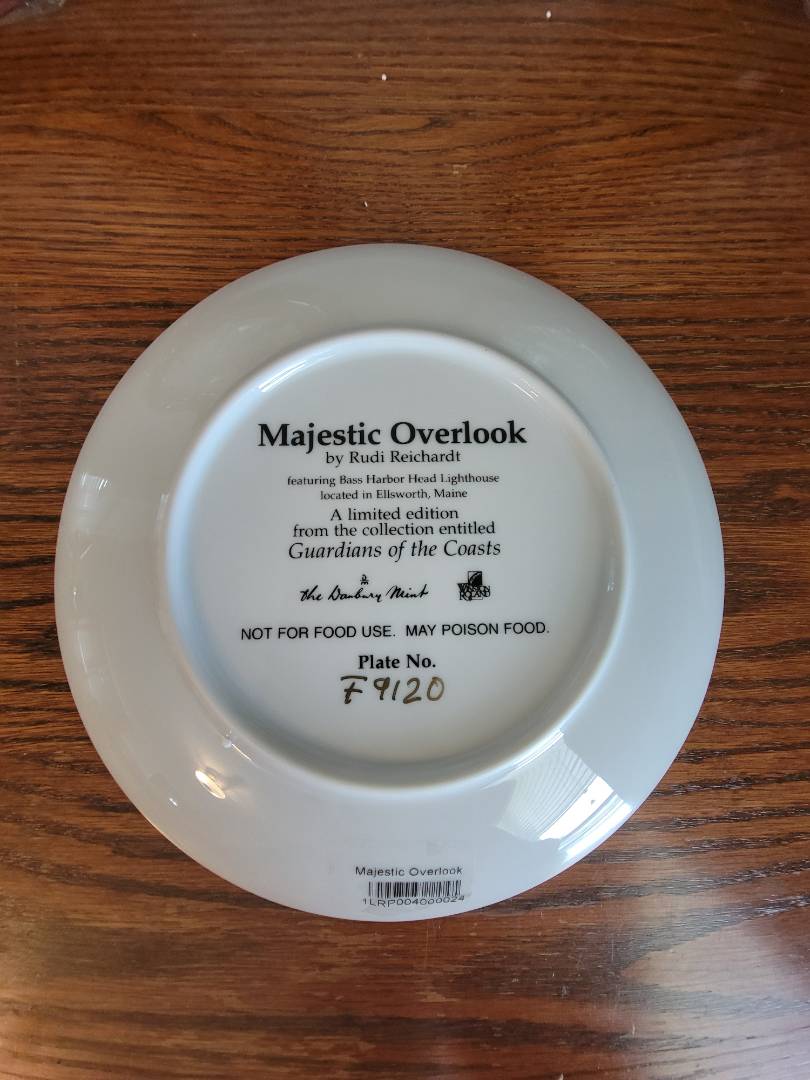 Majestic Overlook
by Rudi Reichardt
featuring Bass Harbor Head Lighthouse
located in Ellsworth, Maine
A limited edition
from the collection entitled
Guardians of the Coasts
the Danbury Mint
NOT FOR FOOD USE. MAY POISON FOOD.
Plate No.
F9120
Majestic Overlook
1LRP004000024